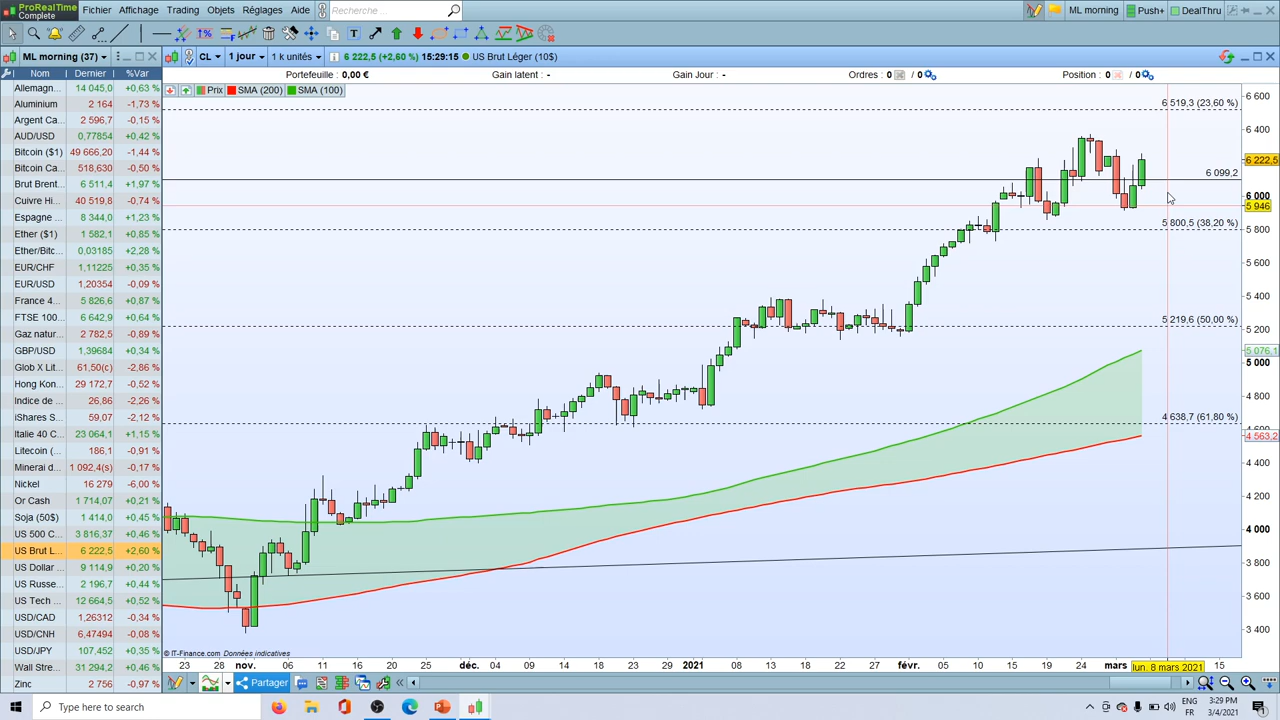 ProRealTime
Complete
Fichier Affichage Trading Objets Réglages Aide
Recherche ...
ML morning Push+ DealThru
ML morning (37)
CL 1 jour 1 k unités 6 222,5 (+2,60 %) 15:29:15 US Brut Léger (10$)
Nom Dernier %Var
Portefeuille : 0,00 € Gain latent : - Gain Jour : - Ordres : 0 / 0 Position : 0 / 0
Prix SMA (200) SMA (100)
Allemagn... 14 045,0 +0,63 %
Aluminium 2 164 -1,73 %
Argent Ca... 2 596,7 -0,15 %
AUD/USD 0,77854 +0,42 %
Bitcoin ($1) 49 666,20 -1,44 %
Bitcoin Ca... 518,630 -0,50 %
Brut Brent... 6 511,4 +1,97 %
Cuivre Hi... 40 519,8 -0,74 %
Espagne ... 8 344,0 +1,23 %
Ether ($1) 1 582,1 +0,85 %
Ether/Bitc... 0,03185 +2,28 %
EUR/CHF 1,11225 +0,35 %
EUR/USD 1,20354 -0,09 %
France 4... 5 826,6 +0,87 %
FTSE 100... 6 642,9 +0,64 %
Gaz natur... 2 782,5 -0,89 %
GBP/USD 1,39684 +0,34 %
Glob X Lit... 61,50(c) -2,86 %
Hong Kon... 29 172,7 -0,52 %
Indice de ... 26,86 -2,26 %
iShares S... 59,07 -2,12 %
Italie 40 C... 23 064,1 +1,15 %
Litecoin (... 186,1 -0,91 %
Minerai d... 1 092,4(s) -0,17 %
Nickel 16 279 -6,00 %
Or Cash 1 714,07 +0,21 %
Soja (50$) 1 414,0 +0,45 %
US 500 C... 3 816,37 +0,46 %
US Brut L... 6 222,5 +2,60 %
US Dollar ... 9 114,9 +0,20 %
US Russe... 2 196,7 +0,44 %
US Tech ... 12 664,5 +0,52 %
USD/CAD 1,26312 -0,34 %
USD/CNH 6,47494 -0,08 %
USD/JPY 107,452 +0,35 %
Wall Stre... 31 294,2 +0,46 %
Zinc 2 756 -0,97 %
6 519,3 (23,60 %)
6 099,2
5 800,5 (38,20 %)
5 219,6 (50,00 %)
4 638,7 (61,80 %)
6 600
6 400
6 222,5
6 000
5 946
5 800
5 600
5 400
5 200
5 076,1
5 000
4 800
4 563,2
4 400
4 200
4 000
3 800
3 600
3 400
© IT-Finance.com Données indicatives
23 28 nov. 06 11 15 20 25 déc. 04 09 14 18 23 29 2021 08 13 19 22 27 févr. 05 10 15 19 24 mars lun. 8 mars 2021 15
Partager
Type here to search
ENG
FR
3:29 PM
3/4/2021